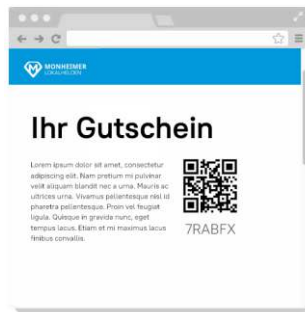 MONHEIMER
LOKALHELDEN
Ihr Gutschein
Lorem ipsum dolor sit amet, consectetur
adipiscing elit. Nam pretium mi pulvinar
velit aliquam blandit nec a urna. Mauris ac
ultrices urna. Vivamus pellentesque nisl id
pharetra pellentesque. Proin vel feugiat
ligula. Quisque in gravida nunc, eget
tempus lacus. Etiam et mi maximus lacus
finibus convallis.
7RABFX